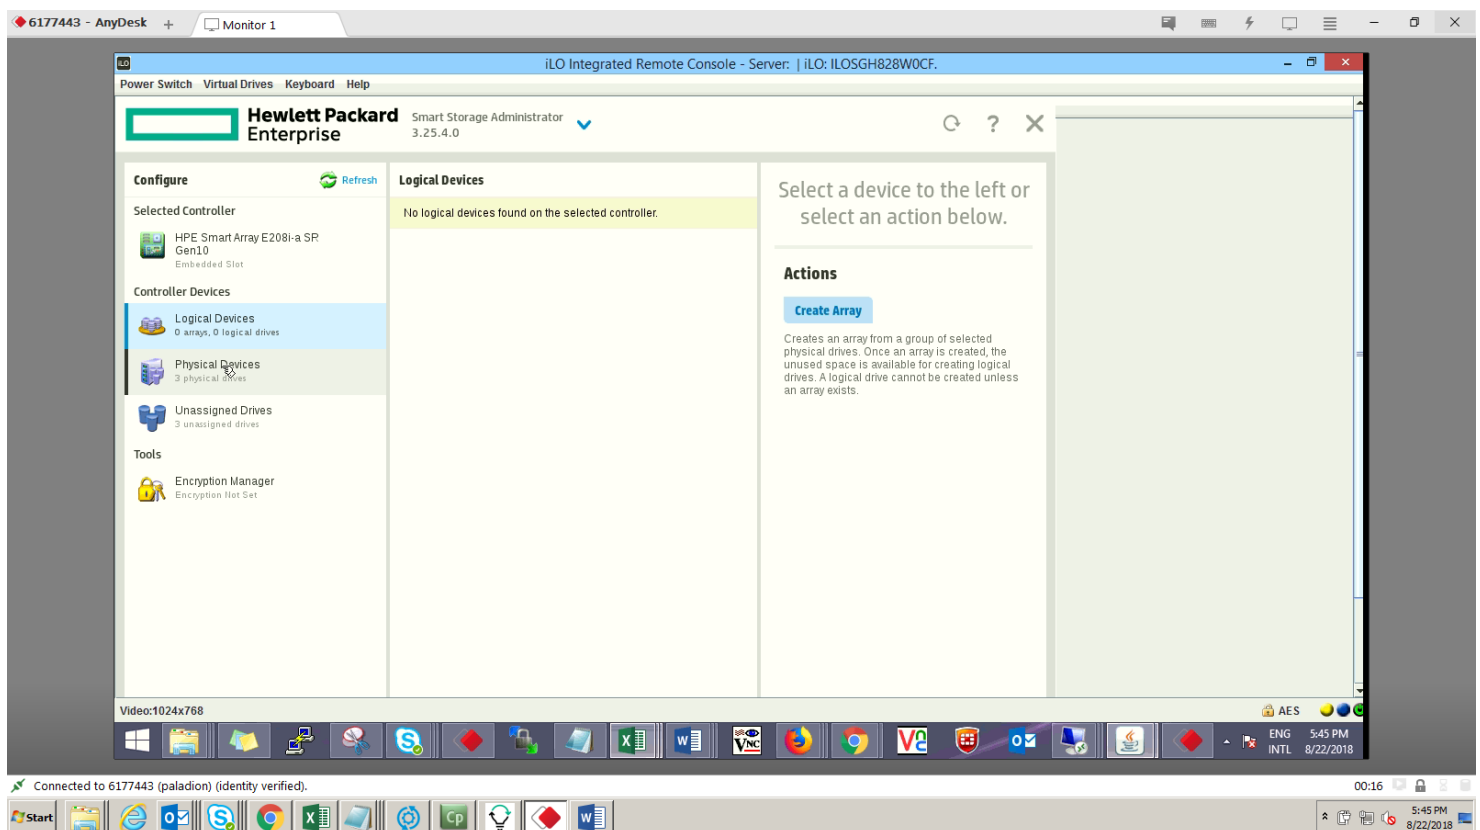 6177443 - AnyDesk
Monitor 1
iLO
iLO Integrated Remote Console - Server: | iLO: ILOSGH828W0CF.
Power Switch Virtual Drives Keyboard Help
Hewlett Packard
Enterprise
Smart Storage Administrator
3.25.4.0
?
Configure
Refresh
Selected Controller
HPE Smart Array E208i-a SR
Gen10
Embedded Slot
Controller Devices
Logical Devices
0 arrays, 0 logical drives
Physical Devices
3 physical drives
Unassigned Drives
3 unassigned drives
Tools
Encryption Manager
Encryption Not Set
Logical Devices
No logical devices found on the selected controller.
Select a device to the left or
select an action below.
Actions
Create Array
Creates an array from a group of selected
physical drives. Once an array is created, the
unused space is available for creating logical
drives. A logical drive cannot be created unless
an array exists.
Video:1024x768
AES
VNC
ENG
INTL
5:45 PM
8/22/2018
Connected to 6177443 (paladion) (identity verified).
00:16
Start
Cp
5:45 PM
8/22/2018